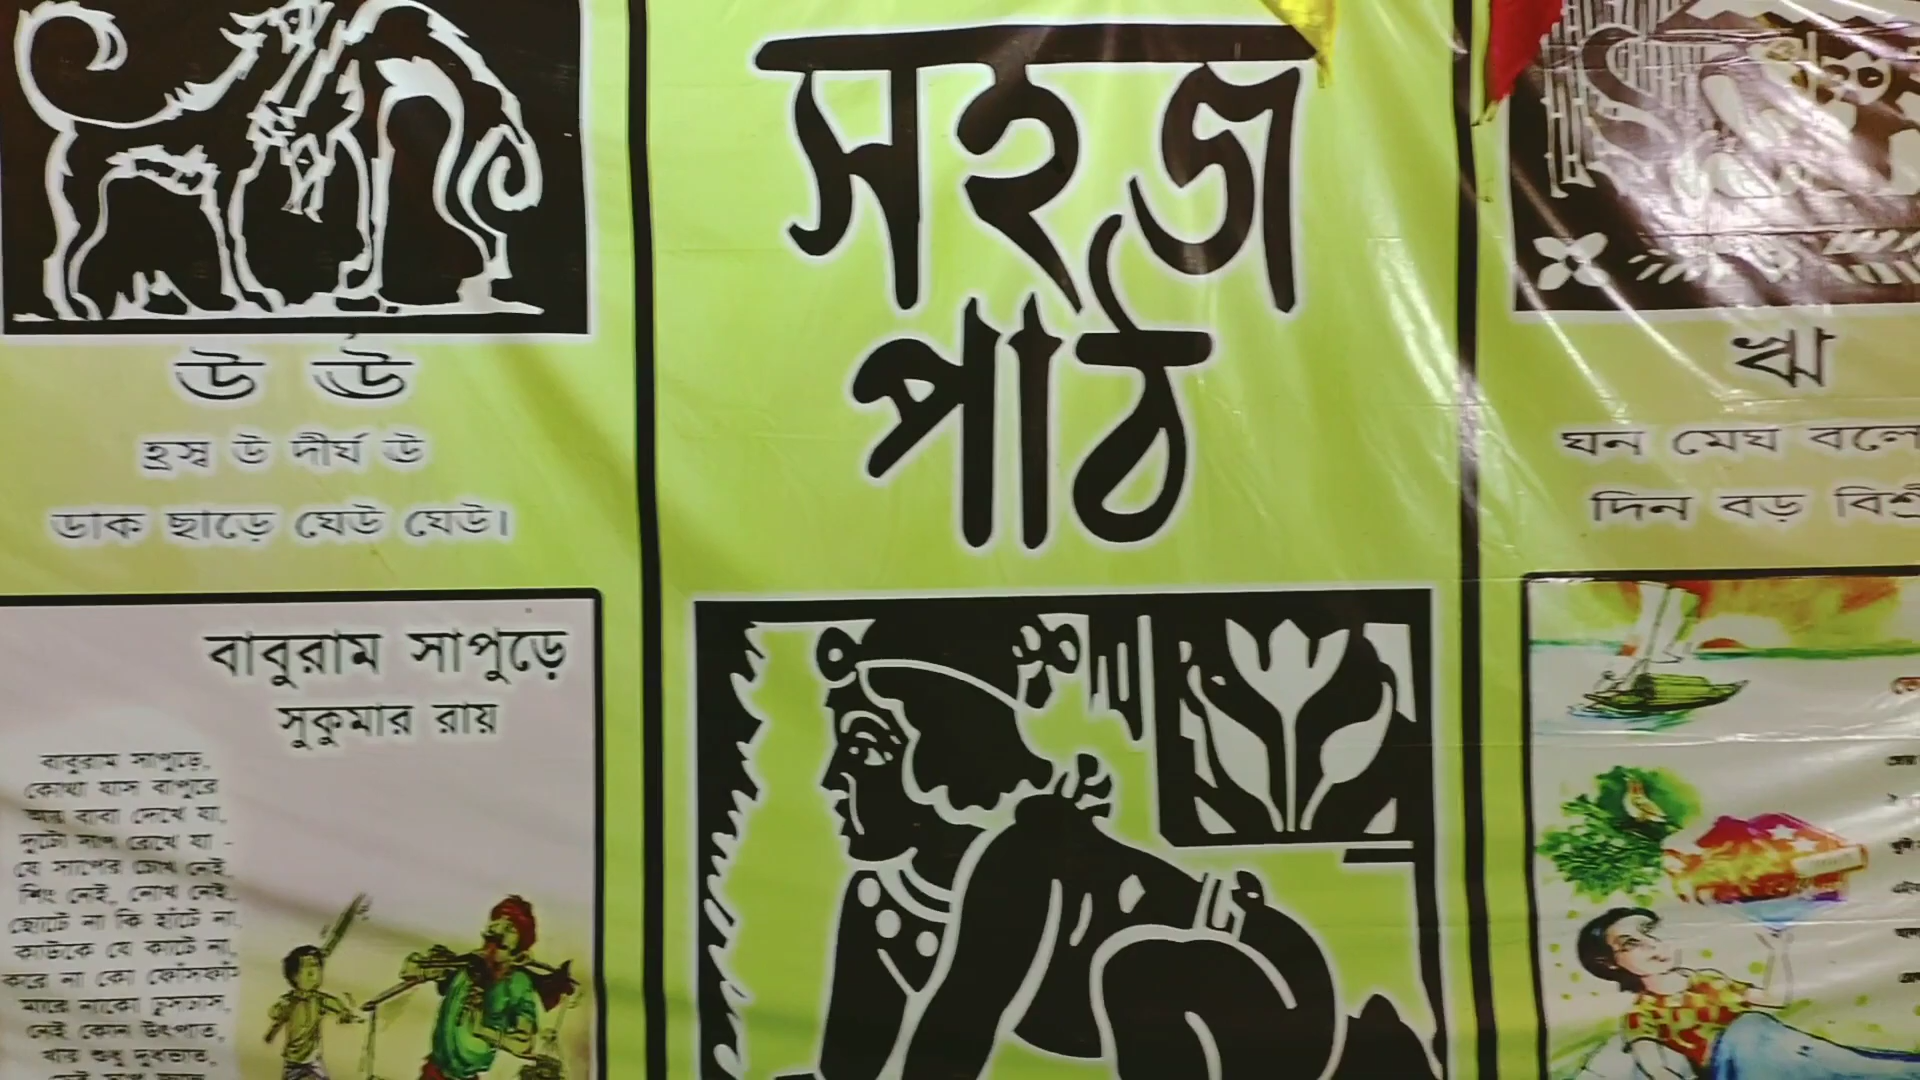 সহজ
পাঠ
উ ঊ
হ্রস্ব উ দীর্ঘ ঊ
ডাক ছাড়ে ঘেউ ঘেউ।
বাবুরাম সাপুড়ে
সুকুমার রায়
বাবুরাম সাপুড়ে,
কোথা যাস বাপুরে
আয় বাবা দেখে যা,
দুটো সাপ রেখে যা -
যে সাপের চোখ নেই,
শিং নেই, নোখ নেই,
ছোটে না কি হাঁটে না,
কাউকে যে কাটে না,
করে না কো ফোঁসফাঁস
মারে নাকো ঢুসঢাস,
নেই কোন উৎপাত,
খায় শুধু দুধভাত,
ঋ
ঘন মেঘ বলে
দিন বড় বিশ্রী